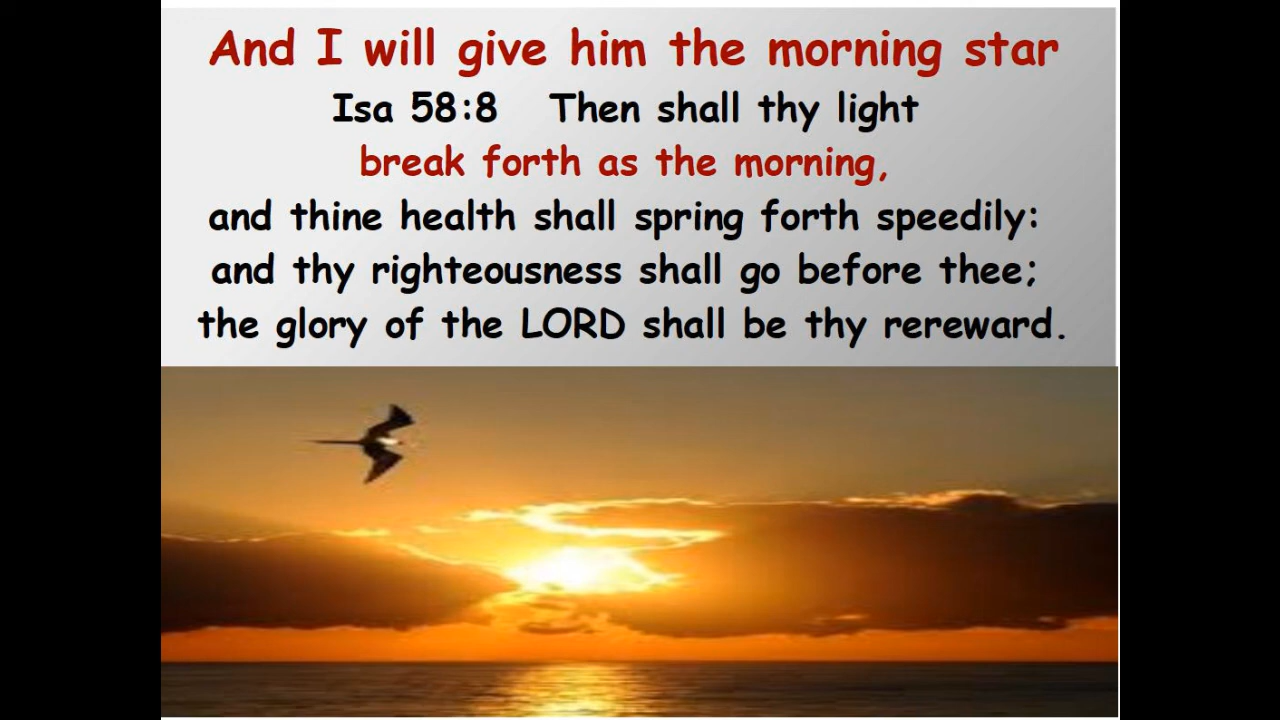 And I will give him the morning star
Isa 58:8 Then shall thy light
break forth as the morning,
and thine health shall spring forth speedily:
and thy righteousness shall go before thee;
the glory of the LORD shall be thy rereward.